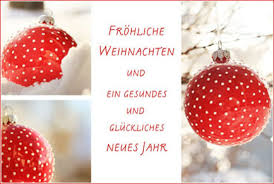 FRÖHLICHE
WEIHNACHTEN
UND
EIN GESUNDES
UND
GLÜCKLICHES
NEUES JAHR